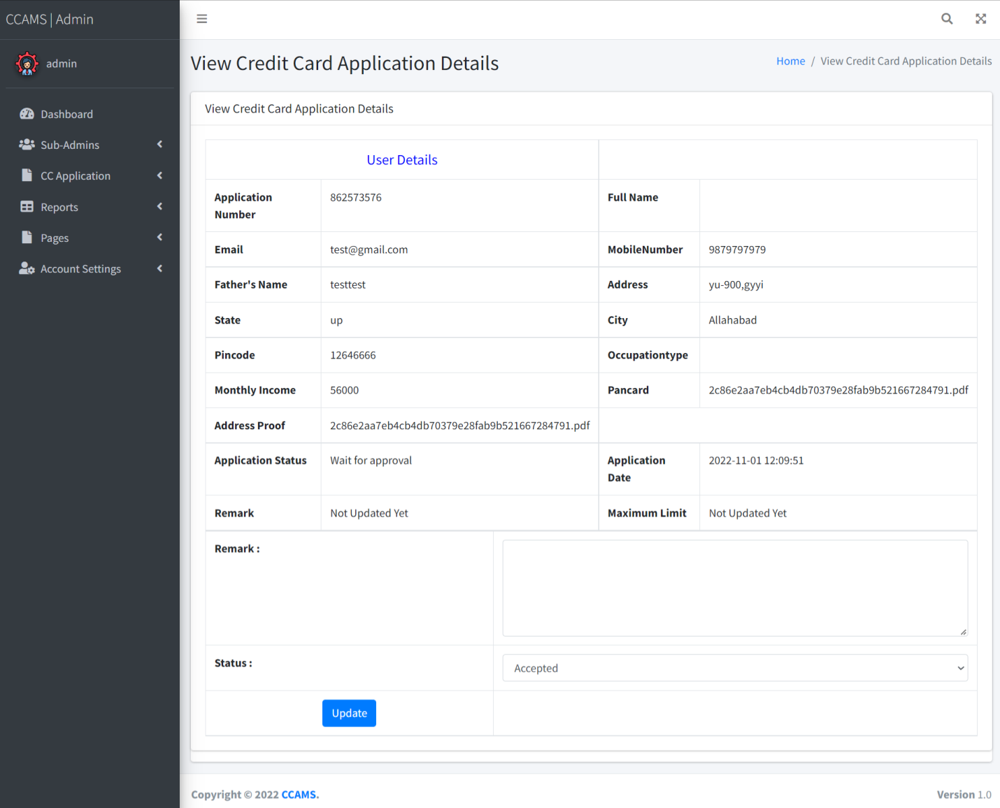 CCAMS | Admin
admin
Dashboard
Sub-Admins
CC Application
Reports
Pages
Account Settings
View Credit Card Application Details
Home / View Credit Card Application Details
View Credit Card Application Details
User Details
Application Number 862573576 Full Name
Email test@gmail.com MobileNumber 9879797979
Father's Name testtest Address yu-900,gyyi
State up City Allahabad
Pincode 12646666 Occupationtype
Monthly Income 56000 Pancard 2c86e2aa7eb4cb4db70379e28fab9b521667284791.pdf
Address Proof 2c86e2aa7eb4cb4db70379e28fab9b521667284791.pdf
Application Status Wait for approval Application Date 2022-11-01 12:09:51
Remark Not Updated Yet Maximum Limit Not Updated Yet
Remark :
Status : Accepted
Update
Copyright © 2022 CCAMS. Version 1.0